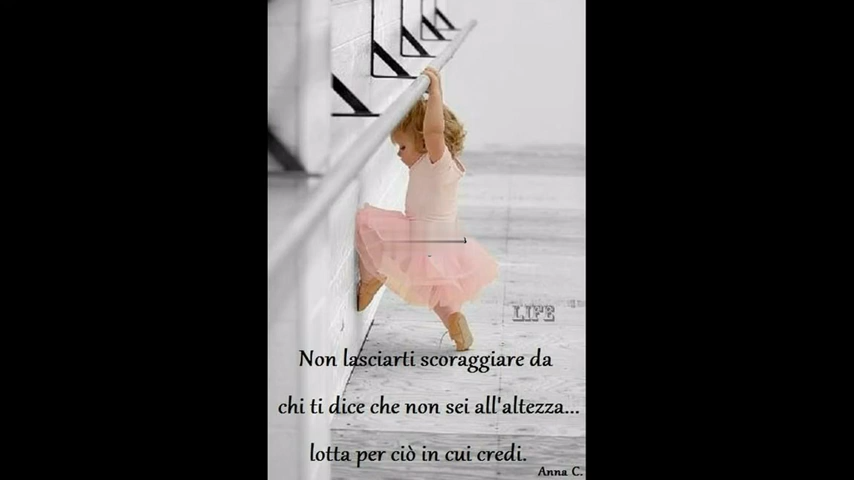 LIFE
Non lasciarti scoraggiare da
chi ti dice che non sei all'altezza...
lotta per ciò in cui credi.
Anna C.